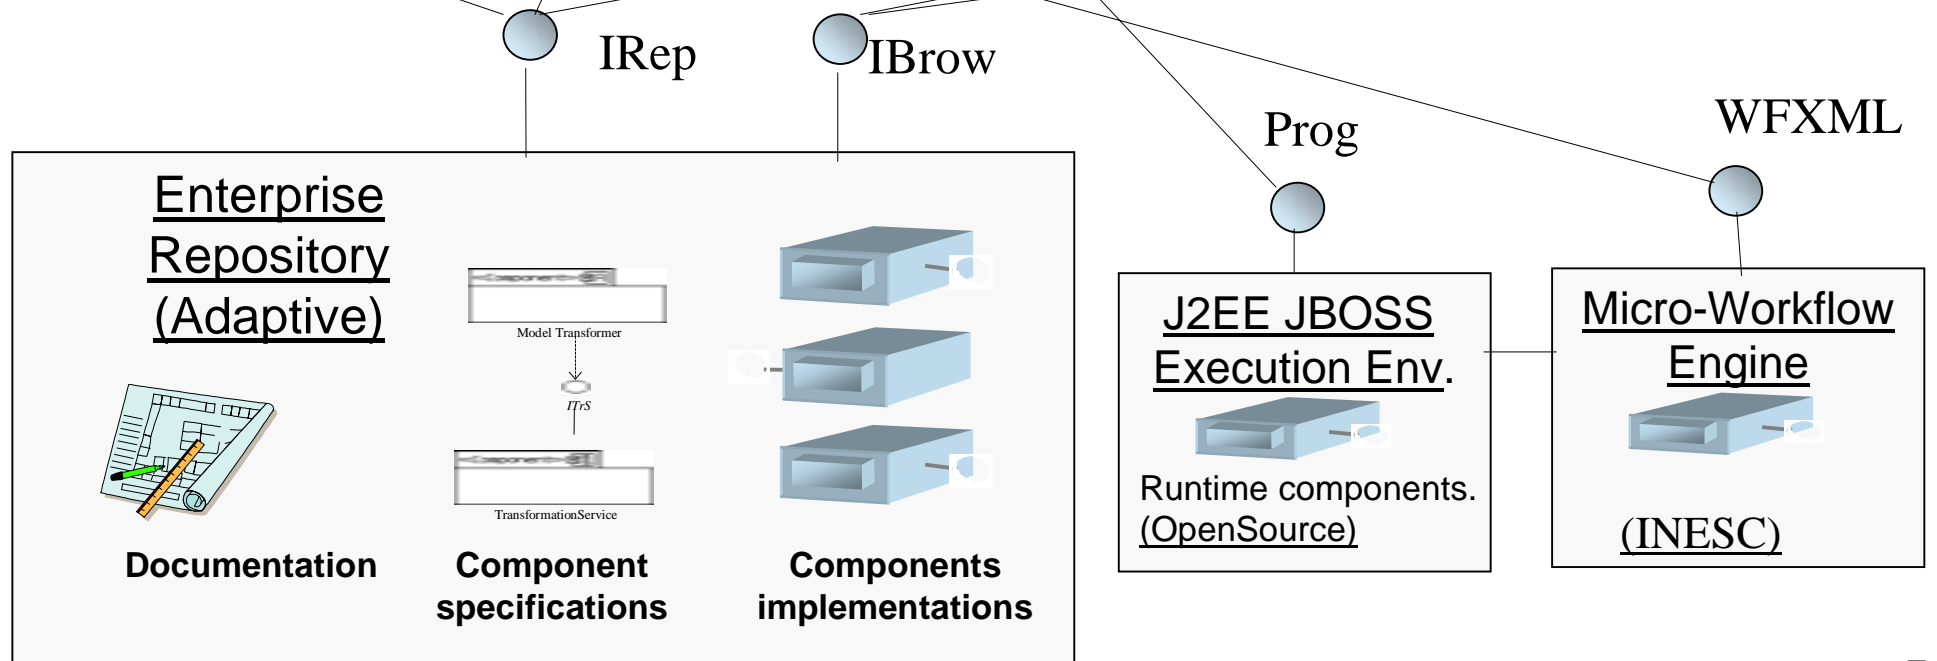 IRep
IBrow
Prog
WFXML
Enterprise
Repository
(Adaptive)
Model Transformer
ITrS
TransformationService
Documentation
Component
specifications
Components
implementations
J2EE JBOSS
Execution Env.
Runtime components.
(OpenSource)
Micro-Workflow
Engine
(INESC)